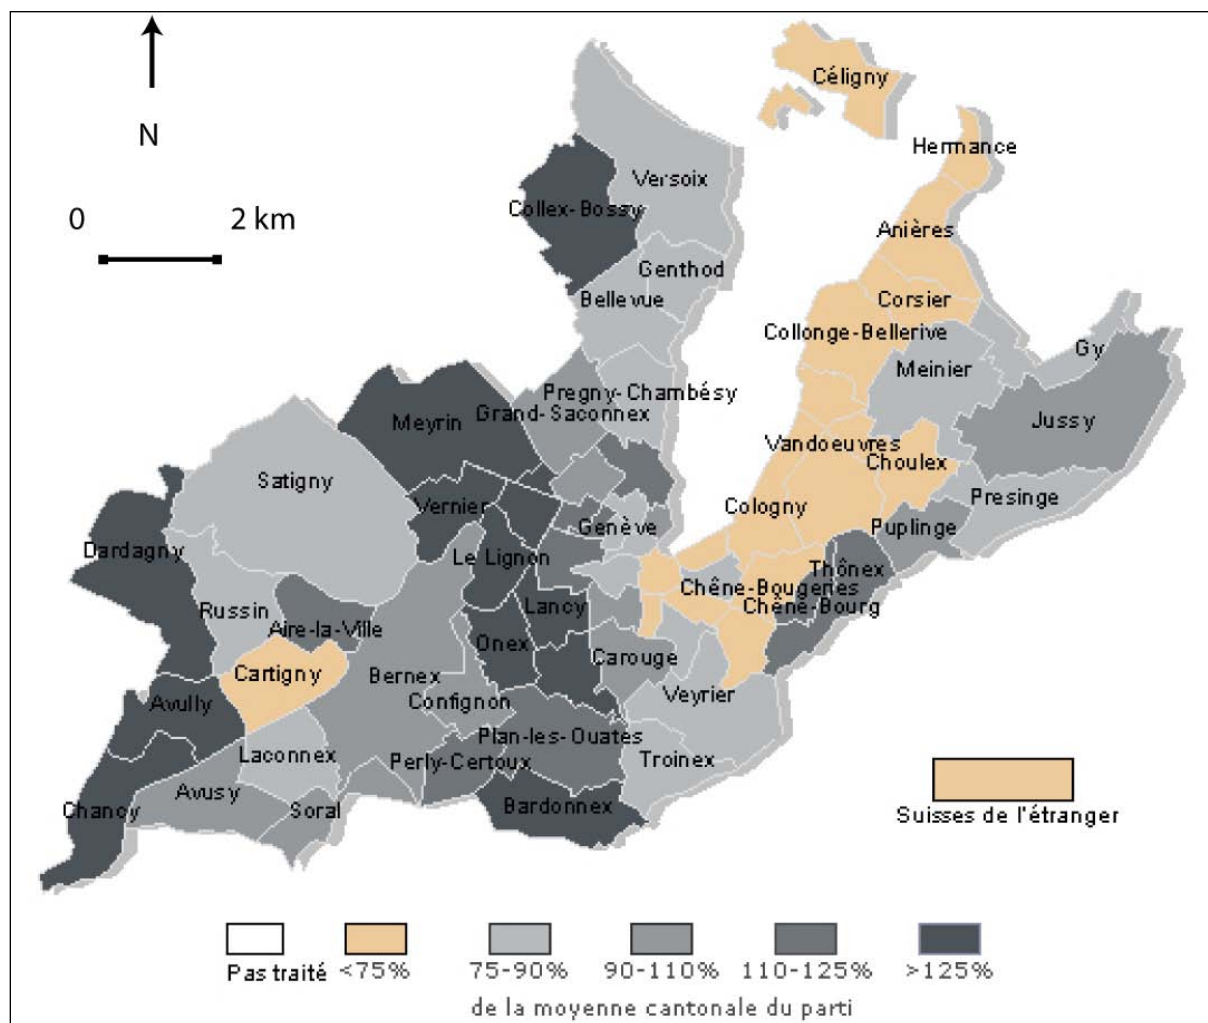 Céligny
N
Hermance
Versoix
0 2 km
Collex-Bossy
Anières
Genthod
Bellevue
Corsier
Collonge-Bellerive
Gy
Meinier
Pregny-Chambésy
Grand-Saconnex
Meyrin
Jussy
Vandoeuvres
Choulex
Satigny
Presinge
Vernier
Cologny
Genève
Puplinge
Dardagny
Le Lignon
Thônex
Chêne-Bougeries
Russin
Lancy
Chêne-Bourg
Aire-la-Ville
Onex
Carouge
Cartigny
Bernex
Veyrier
Avully
Confignon
Plan-les-Ouates
Laconnex
Perly-Certoux
Troinex
Avusy
Chancy
Soral
Bardonnex
Suisses de l'étranger
Pas traité <75% 75-90% 90-110% 110-125% >125%
de la moyenne cantonale du parti